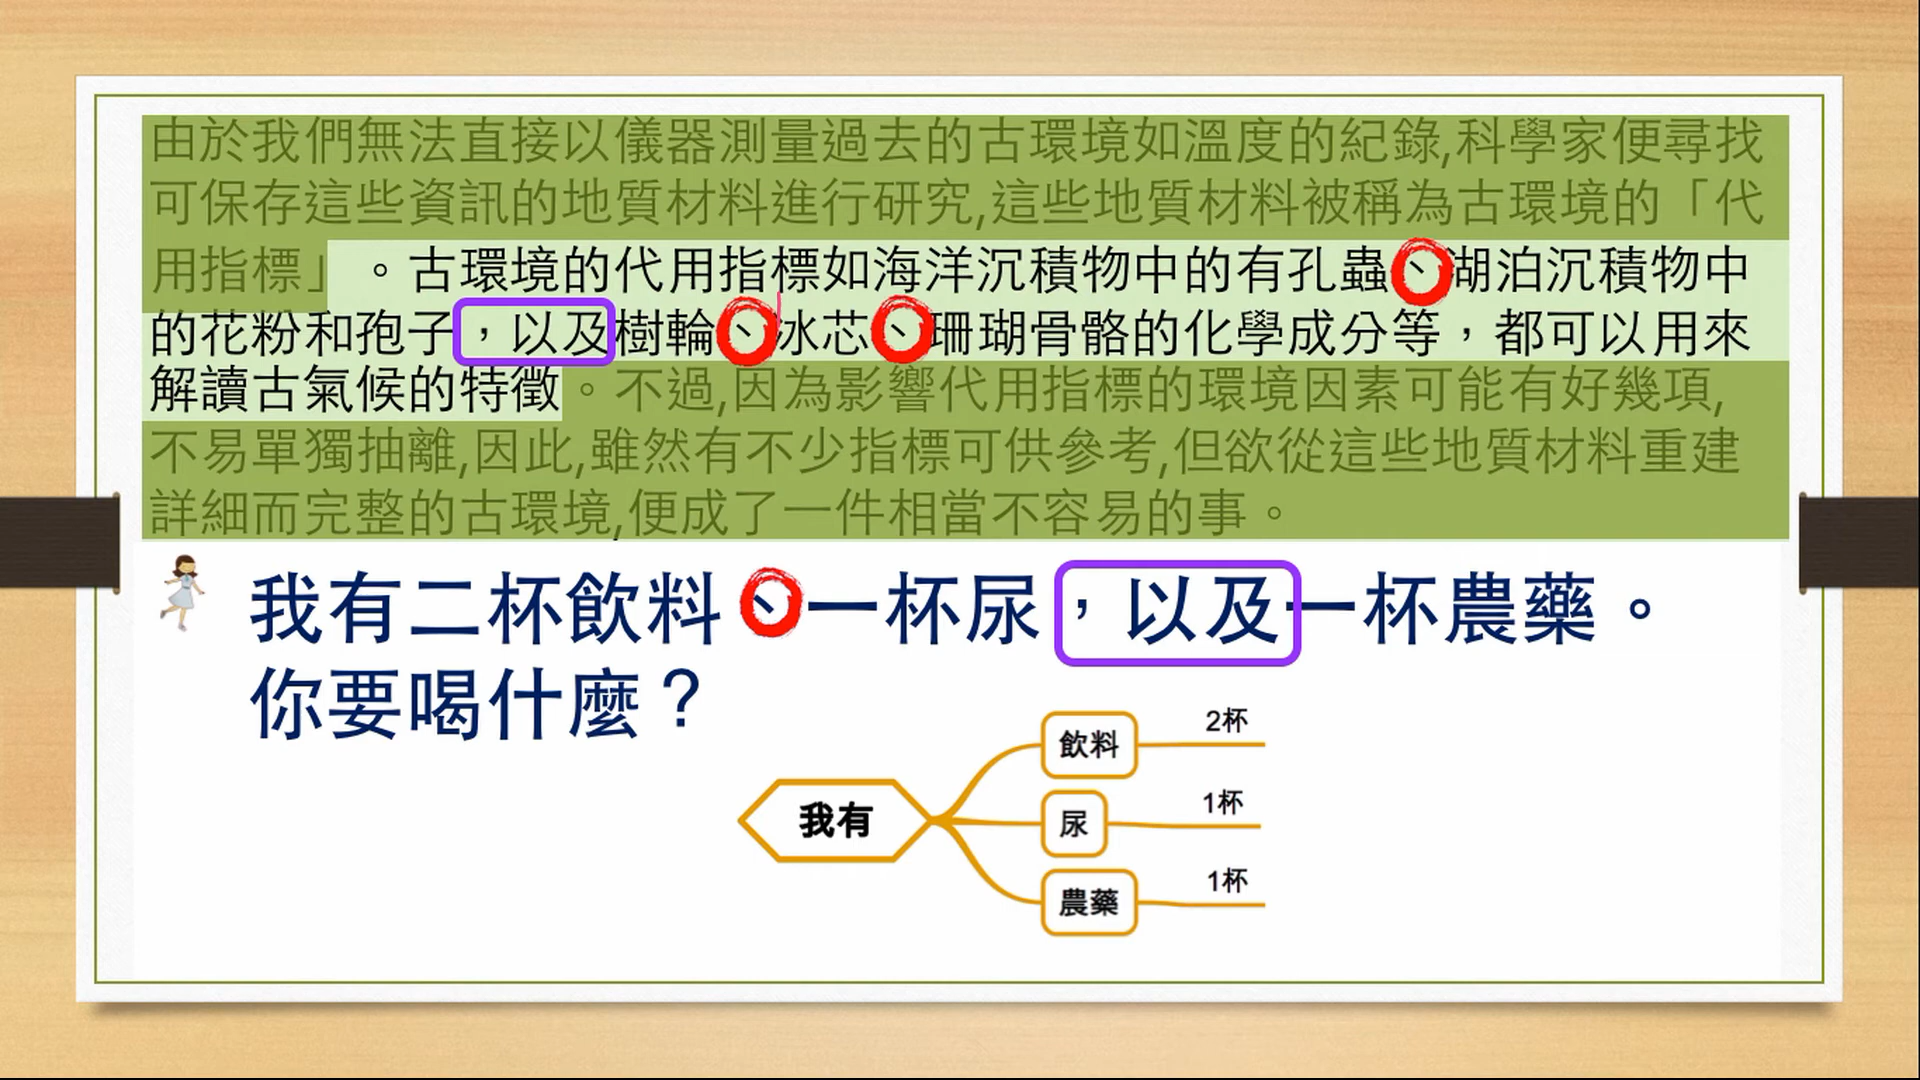 由於我們無法直接以儀器測量過去的古環境如溫度的紀錄,科學家便尋找
可保存這些資訊的地質材料進行研究,這些地質材料被稱為古環境的「代
用指標」。古環境的代用指標如海洋沉積物中的有孔蟲、湖泊沉積物中
的花粉和孢子，以及樹輪、冰芯、珊瑚骨骼的化學成分等，都可以用來
解讀古氣候的特徵。不過,因為影響代用指標的環境因素可能有好幾項,
不易單獨抽離,因此,雖然有不少指標可供參考,但欲從這些地質材料重建
詳細而完整的古環境,便成了一件相當不容易的事。
我有二杯飲料、一杯尿，以及一杯農藥。
你要喝什麼？
我有
飲料 2杯
尿 1杯
農藥 1杯